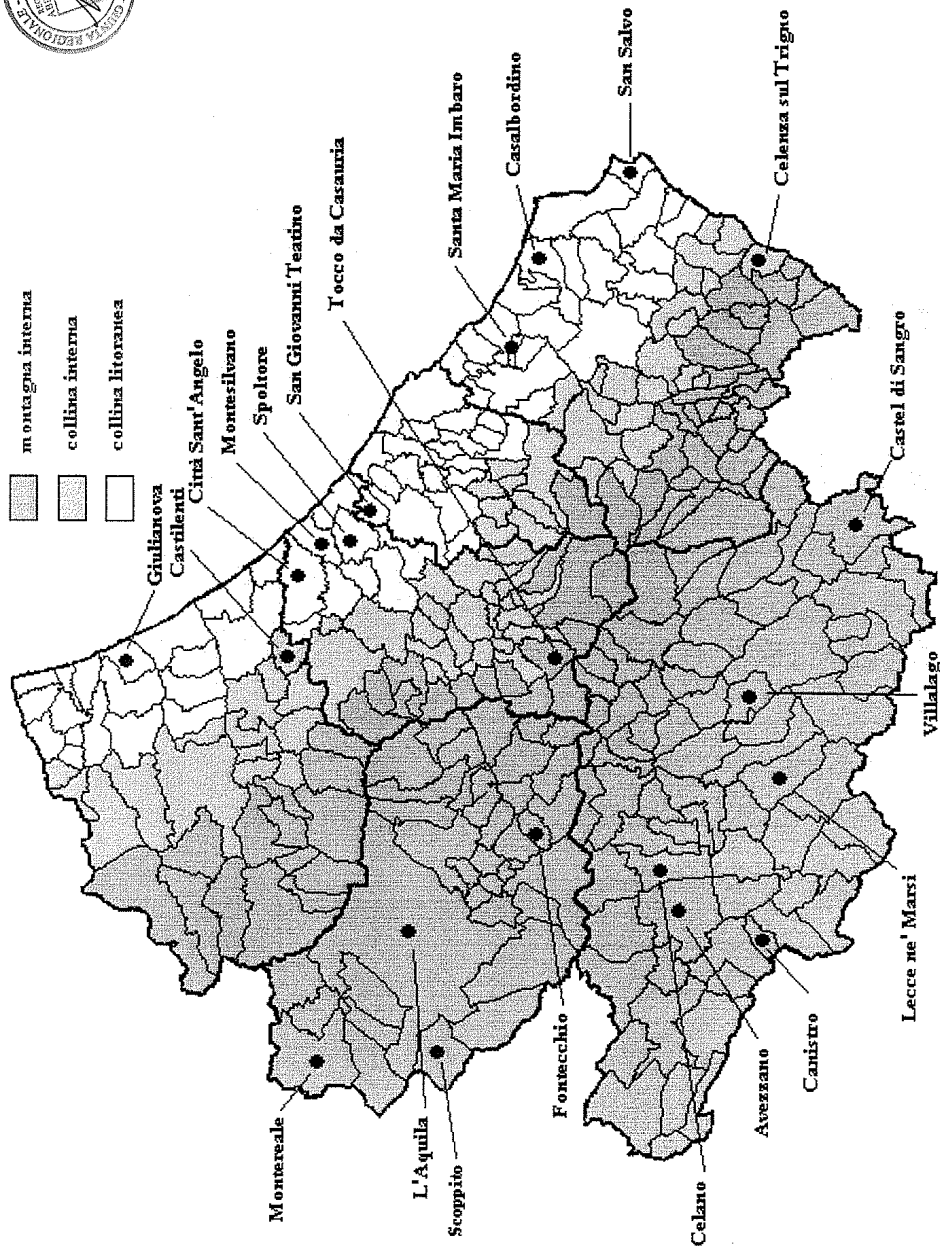 GIUNTA REGIONALE
montagna interna
collina interna
collina litoranea
Giulianova
Castilenti
Città Sant'Angelo
Montesilvano
Spoltore
San Giovanni Teatino
Tocco da Casauria
Santa Maria Imbaro
Casalbordino
San Salvo
Celenza sul Trigno
Castel di Sangro
Villalago
Lecce ne' Marsi
Canistro
Avezzano
Celano
Fontecchio
Scoppito
L'Aquila
Montereale